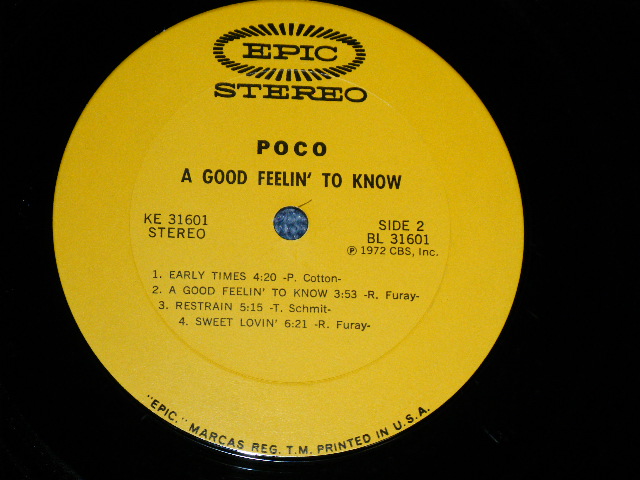 EPIC
STEREO
POCO
A GOOD FEELIN' TO KNOW
KE 31601
STEREO
SIDE 2
BL 31601
Ⓟ 1972 CBS, Inc.
1. EARLY TIMES 4:20 -P. Cotton-
2. A GOOD FEELIN' TO KNOW 3:53 -R. Furay-
3. RESTRAIN 5:15 -T. Schmit-
4. SWEET LOVIN' 6:21 -R. Furay-
"EPIC," MARCAS REG. T.M. PRINTED IN U.S.A.